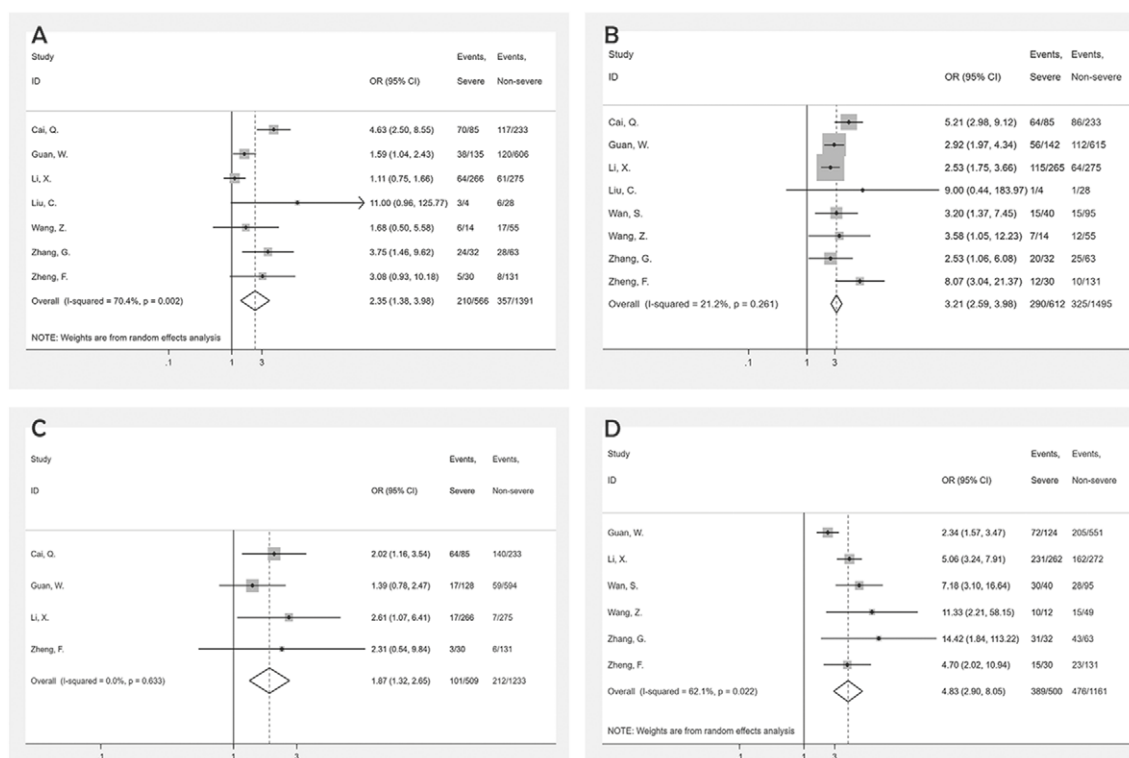 A
Study Events, Events,
ID OR (95% CI) Severe Non-severe
Cai, Q. 4.63 (2.50, 8.55) 70/85 117/233
Guan, W. 1.59 (1.04, 2.43) 38/135 120/606
Li, X. 1.11 (0.75, 1.66) 64/266 61/275
Liu, C. 11.00 (0.96, 125.77) 3/4 6/28
Wang, Z. 1.68 (0.50, 5.58) 6/14 17/55
Zhang, G. 3.75 (1.46, 9.62) 24/32 28/63
Zheng, F. 3.08 (0.93, 10.18) 5/30 8/131
Overall (I-squared = 70.4%, p = 0.002) 2.35 (1.38, 3.98) 210/566 357/1391
NOTE: Weights are from random effects analysis
.1 1 3
B
Study Events, Events,
ID OR (95% CI) Severe Non-severe
Cai, Q. 5.21 (2.98, 9.12) 64/85 86/233
Guan, W. 2.92 (1.97, 4.34) 56/142 112/615
Li, X. 2.53 (1.75, 3.66) 115/265 64/275
Liu, C. 9.00 (0.44, 183.97) 1/4 1/28
Wan, S. 3.20 (1.37, 7.45) 15/40 15/95
Wang, Z. 3.58 (1.05, 12.23) 7/14 12/55
Zhang, G. 2.53 (1.06, 6.08) 20/32 25/63
Zheng, F. 8.07 (3.04, 21.37) 12/30 10/131
Overall (I-squared = 21.2%, p = 0.261) 3.21 (2.59, 3.98) 290/612 325/1495
.1 1 3
C
Study Events, Events,
ID OR (95% CI) Severe Non-severe
Cai, Q. 2.02 (1.16, 3.54) 64/85 140/233
Guan, W. 1.39 (0.78, 2.47) 17/128 59/594
Li, X. 2.61 (1.07, 6.41) 17/266 7/275
Zheng, F. 2.31 (0.54, 9.84) 3/30 6/131
Overall (I-squared = 0.0%, p = 0.633) 1.87 (1.32, 2.65) 101/509 212/1233
.1 1 3
D
Study Events, Events,
ID OR (95% CI) Severe Non-severe
Guan, W. 2.34 (1.57, 3.47) 72/124 205/551
Li, X. 5.06 (3.24, 7.91) 231/262 162/272
Wan, S. 7.18 (3.10, 16.64) 30/40 28/95
Wang, Z. 11.33 (2.21, 58.15) 10/12 15/49
Zhang, G. 14.42 (1.84, 113.22) 31/32 43/63
Zheng, F. 4.70 (2.02, 10.94) 15/30 23/131
Overall (I-squared = 62.1%, p = 0.022) 4.83 (2.90, 8.05) 389/500 476/1161
NOTE: Weights are from random effects analysis
.1 1 3